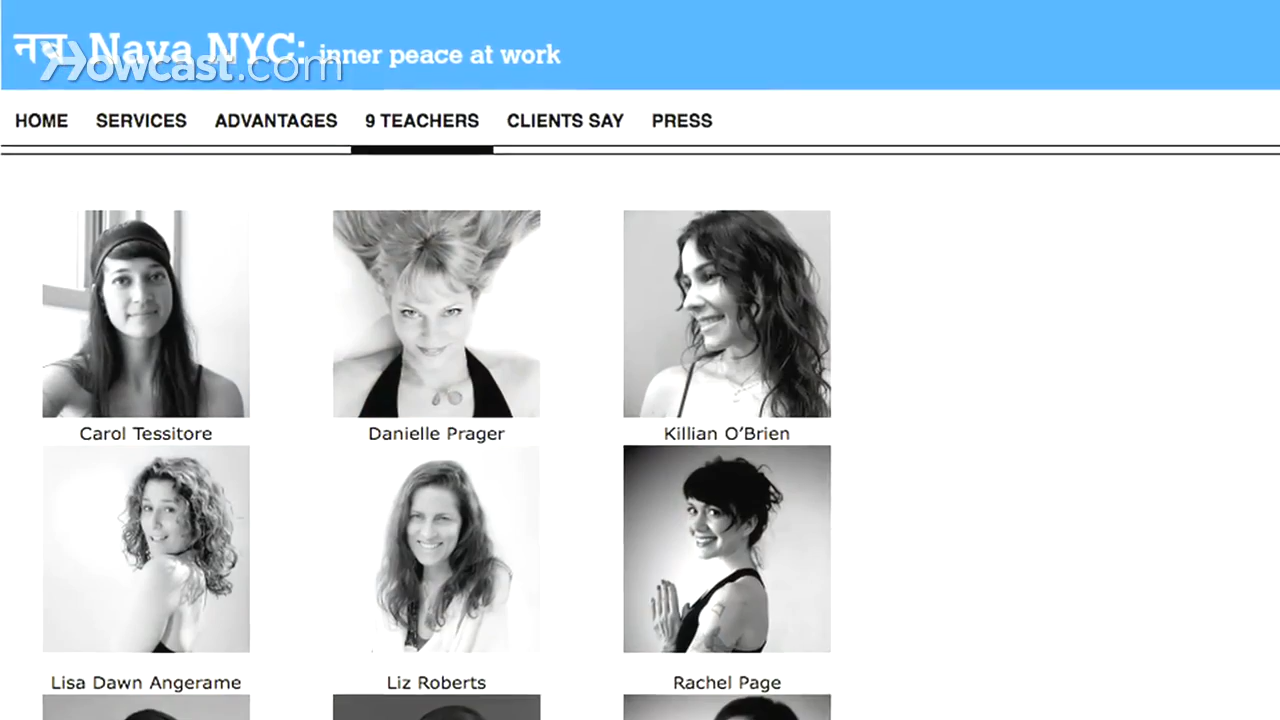 नव: Nava NYC: inner peace at work
Howcast.com
HOME SERVICES ADVANTAGES 9 TEACHERS CLIENTS SAY PRESS
Carol Tessitore Danielle Prager Killian O’Brien
Lisa Dawn Angerame Liz Roberts Rachel Page